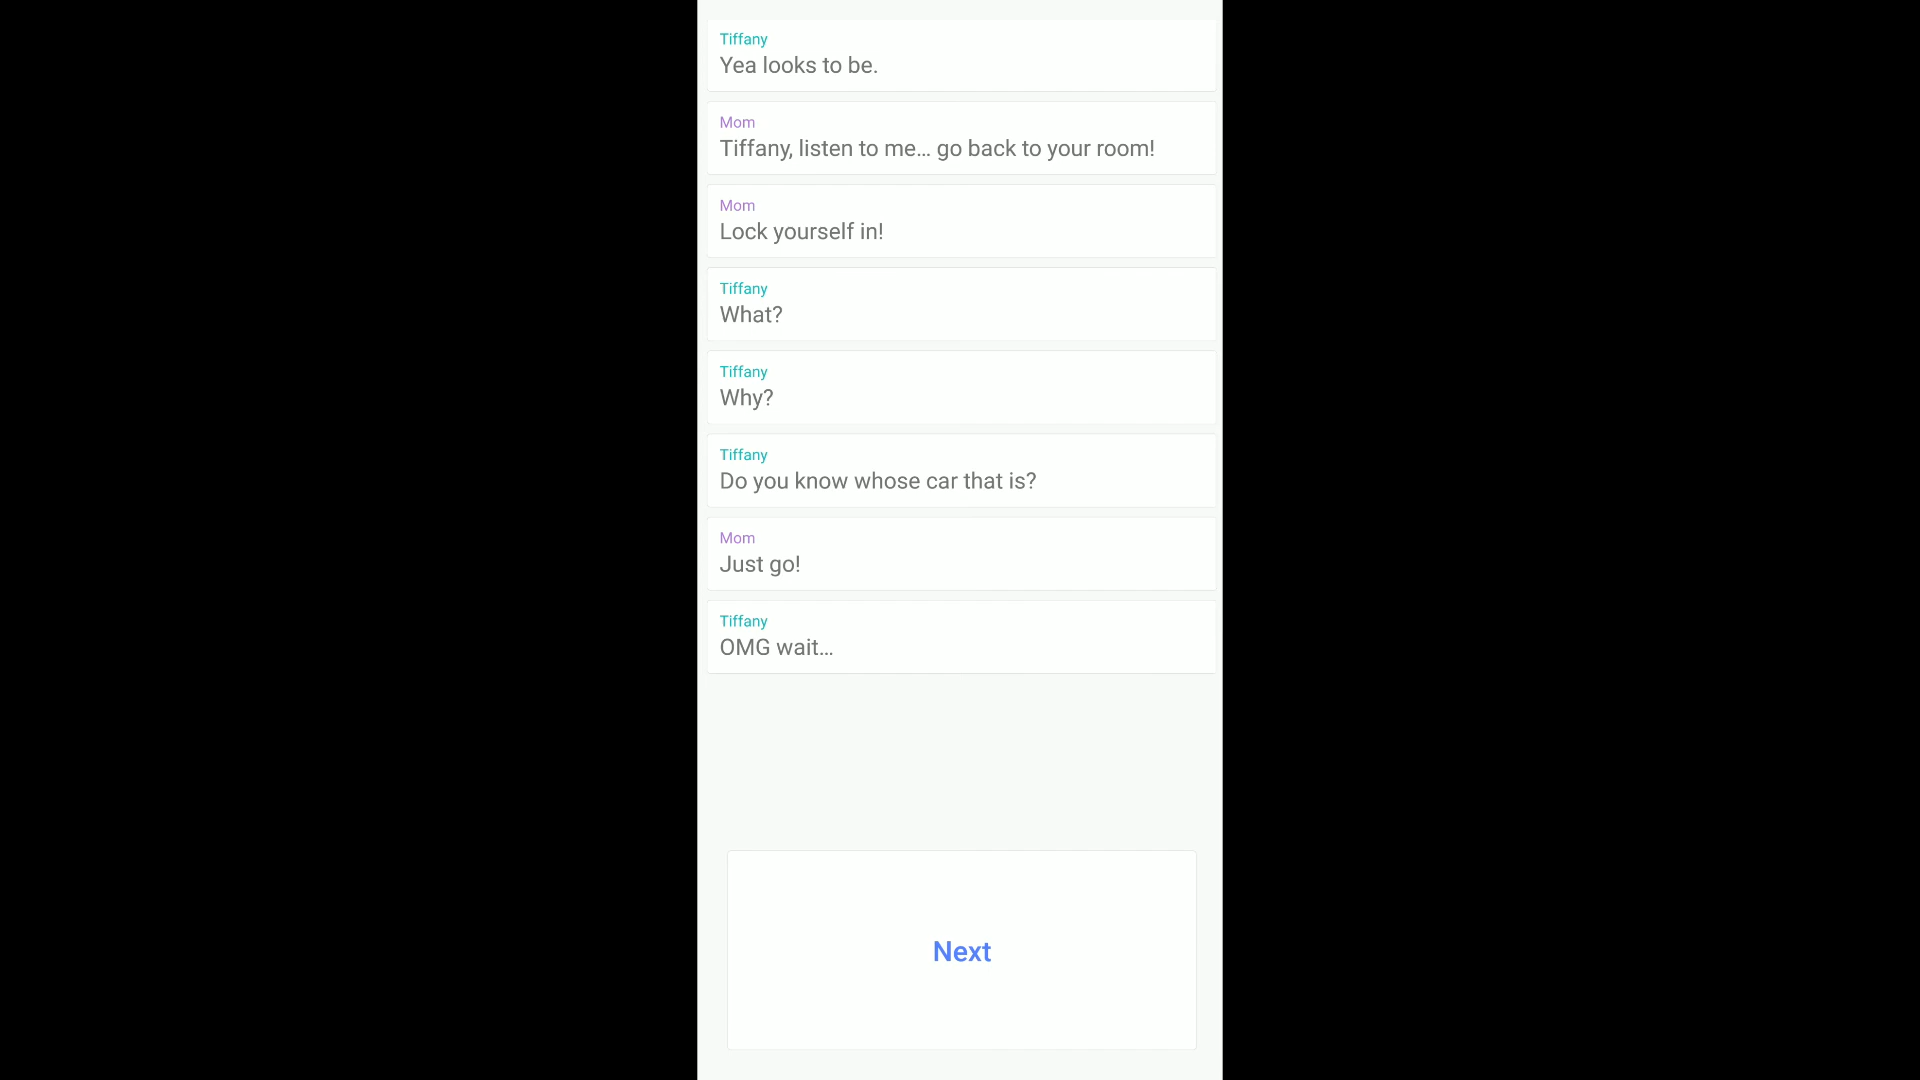 Tiffany
Yea looks to be.
Mom
Tiffany, listen to me... go back to your room!
Mom
Lock yourself in!
Tiffany
What?
Tiffany
Why?
Tiffany
Do you know whose car that is?
Mom
Just go!
Tiffany
OMG wait...
Next